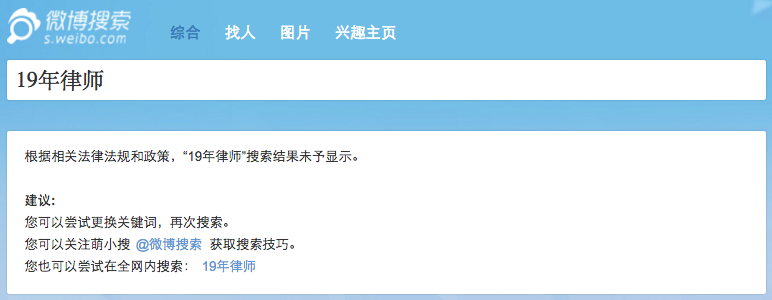 微博搜索
s.weibo.com
综合 找人 图片 兴趣主页
19年律师
根据相关法律法规和政策，“19年律师”搜索结果未予显示。
建议:
您可以尝试更换关键词，再次搜索。
您可以关注萌小搜 @微博搜索 获取搜索技巧。
您也可以尝试在全网内搜索： 19年律师